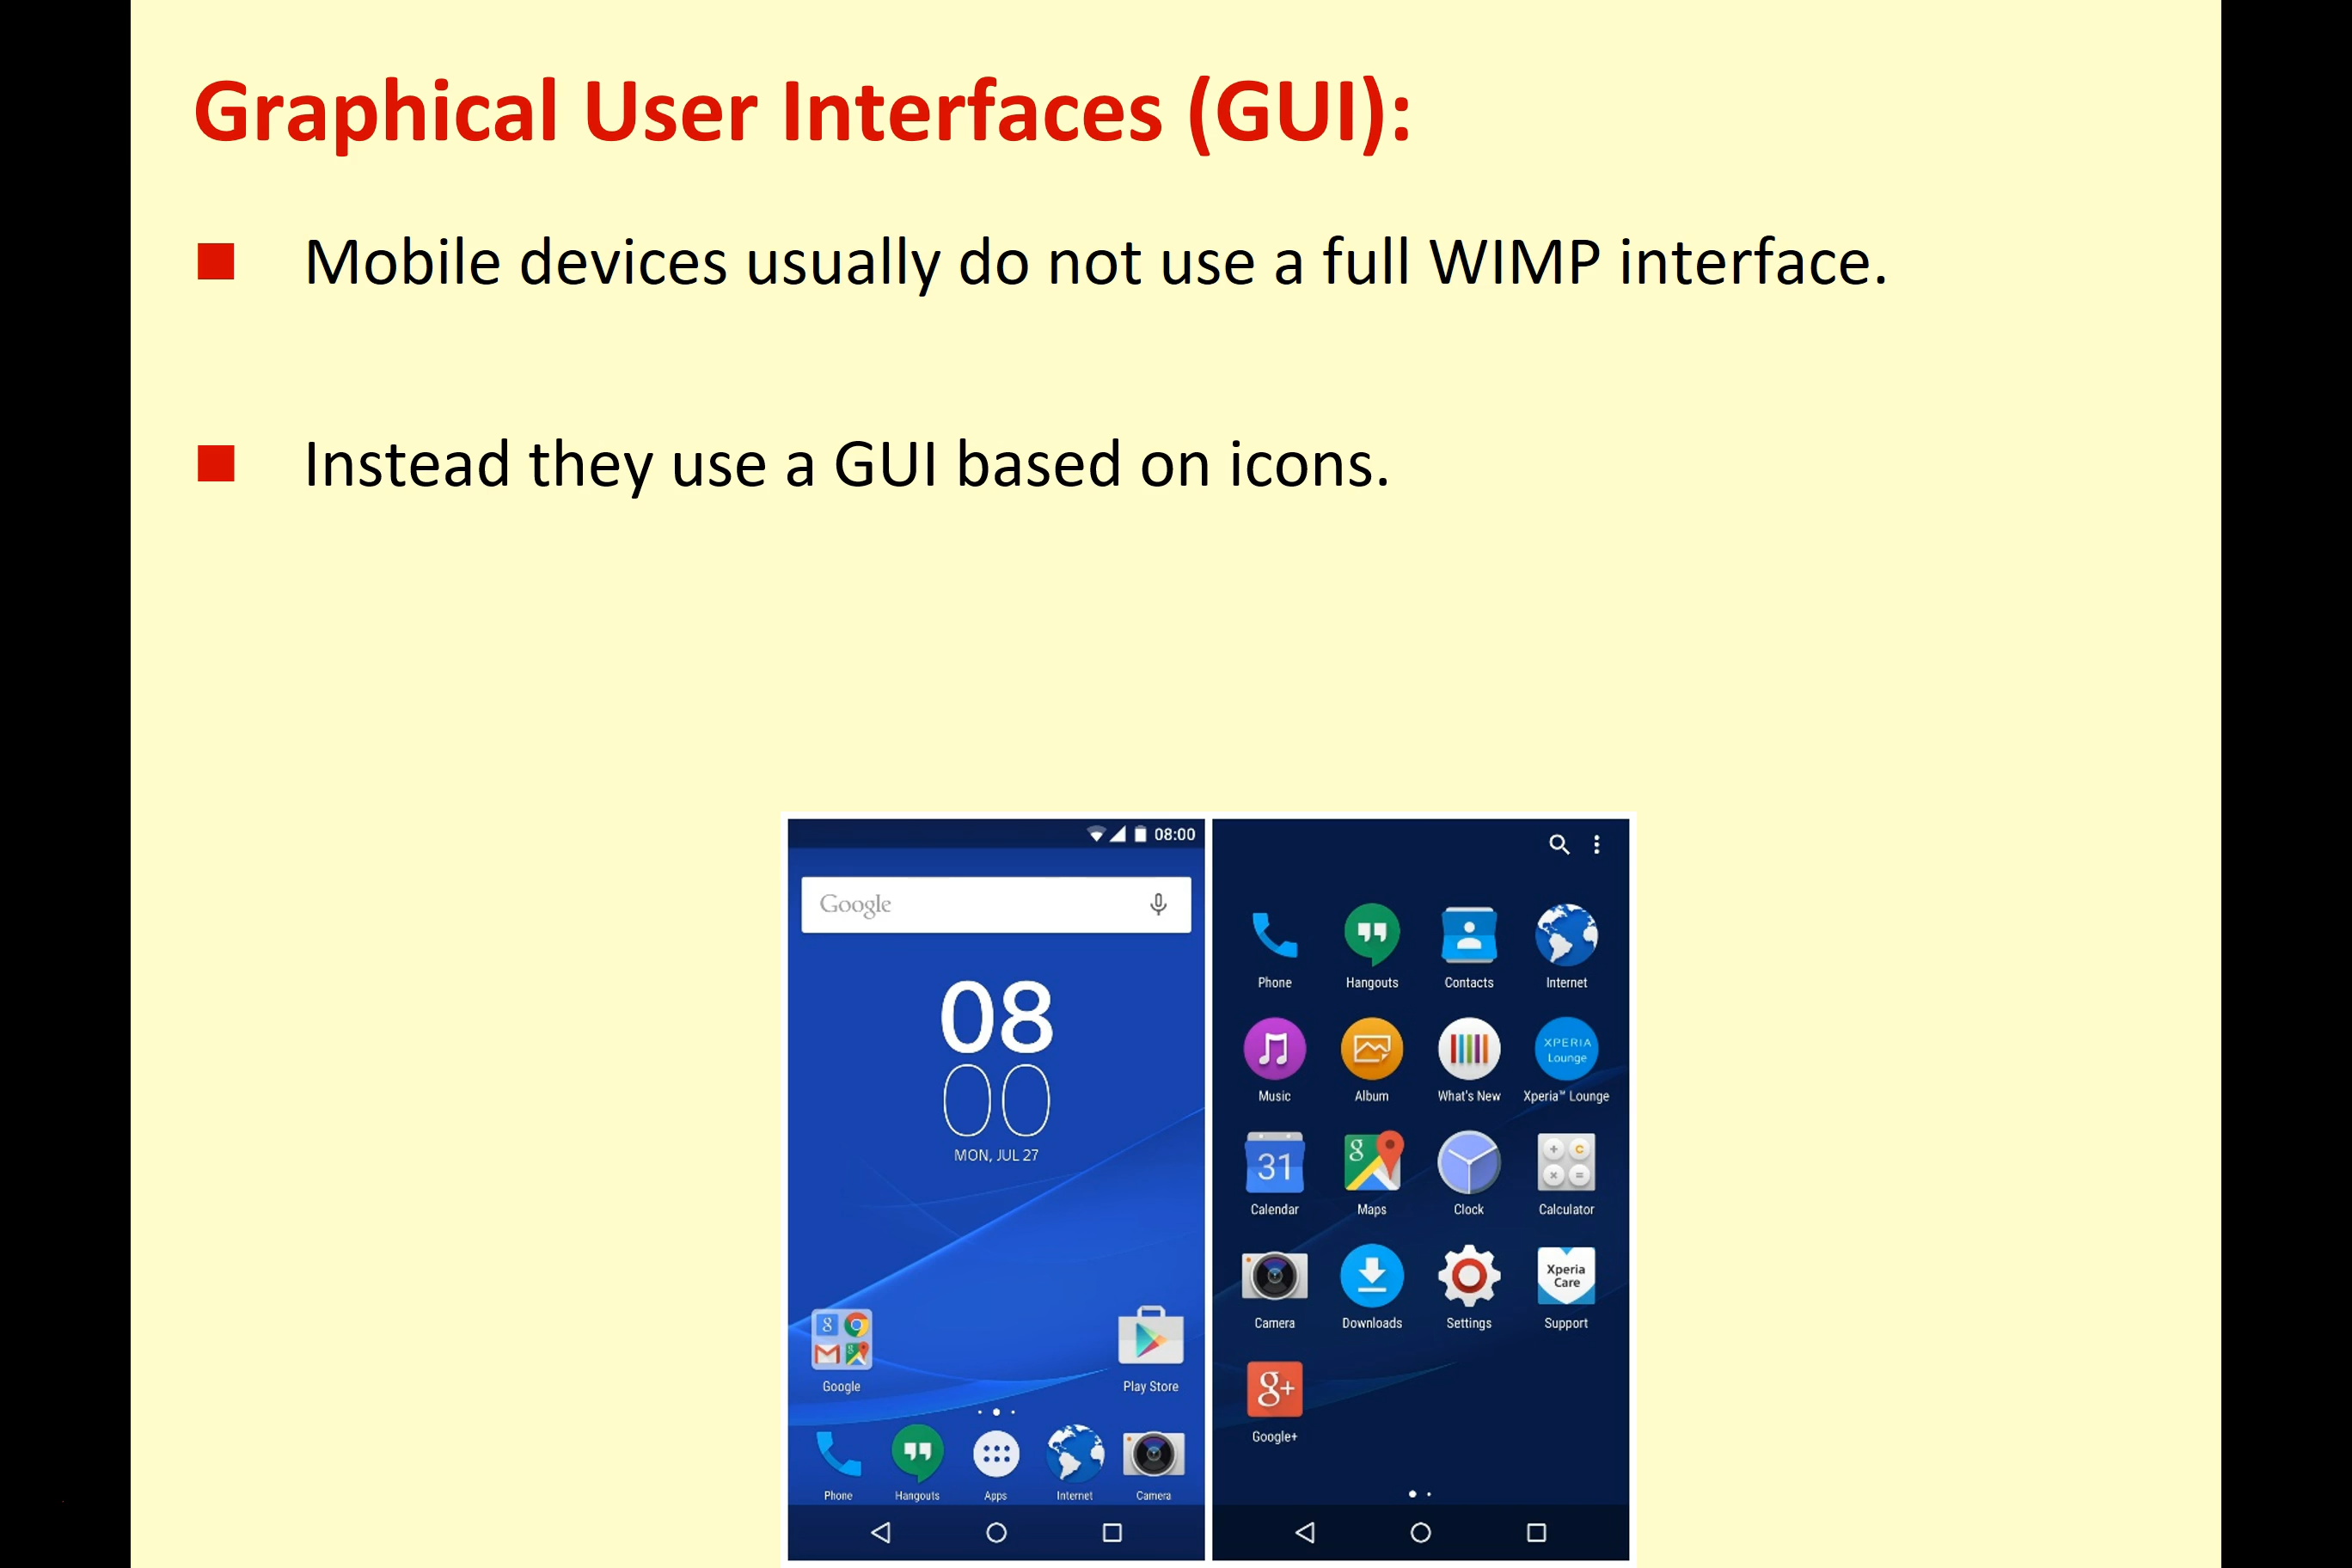 Graphical User Interfaces (GUI):
Mobile devices usually do not use a full WIMP interface.
Instead they use a GUI based on icons.
08:00
Google
08
00
MON, JUL 27
8
g
Google
Play Store
Phone Hangouts Apps Internet Camera
Phone Hangouts Contacts Internet
XPERIA
Lounge
Music Album What's New Xperia™ Lounge
31
g
+ C
× =
Calendar Maps Clock Calculator
Xperia
Care
Camera Downloads Settings Support
g+
Google+